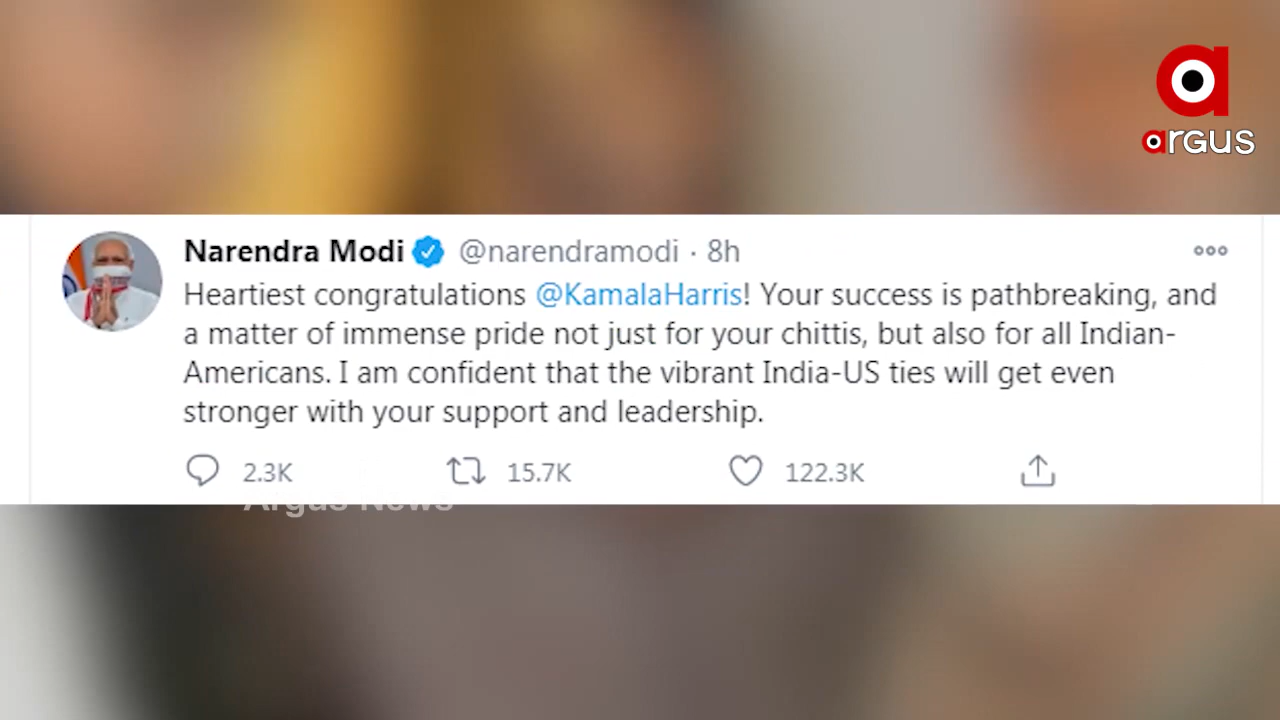 a
argus
Narendra Modi @narendramodi · 8h
Heartiest congratulations @KamalaHarris! Your success is pathbreaking, and
a matter of immense pride not just for your chittis, but also for all Indian-
Americans. I am confident that the vibrant India-US ties will get even
stronger with your support and leadership.
2.3K 15.7K 122.3K
Argus News